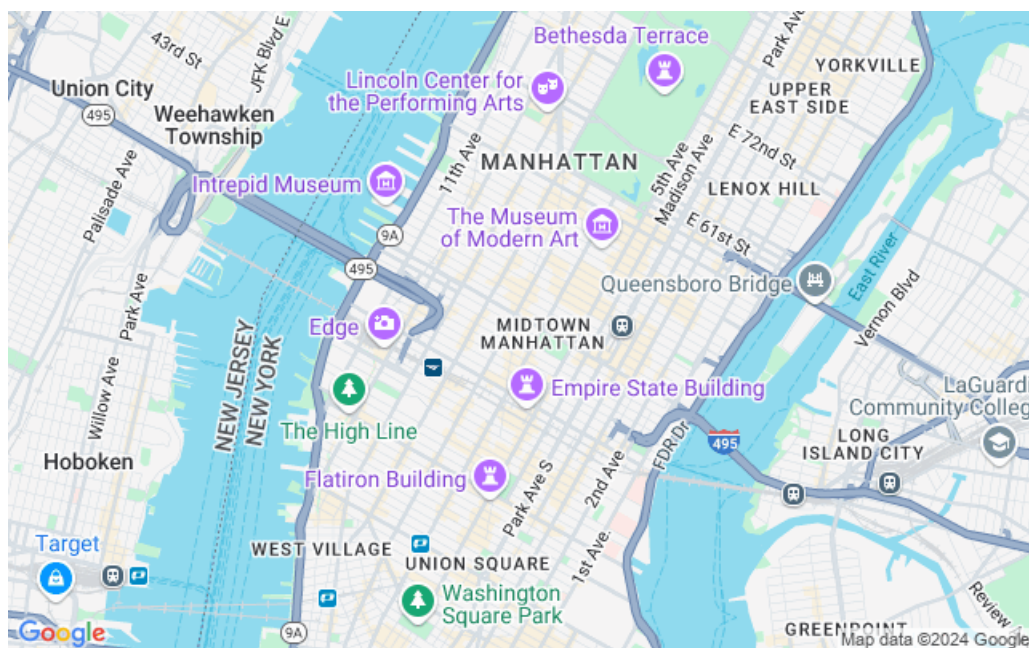 43rd St
JFK Blvd E
Bethesda Terrace
Park Ave
YORKVILLE
Union City
495
Lincoln Center for
the Performing Arts
UPPER
EAST SIDE
Weehawken
Township
11th Ave
E 72nd St
MANHATTAN
5th Ave
Madison Ave
LENOX HILL
Intrepid Museum
Palisade Ave
The Museum
of Modern Art
E 61st St
9A
495
Queensboro Bridge
East River
Vernon Blvd
Park Ave
Edge
MIDTOWN
MANHATTAN
NEW JERSEY
NEW YORK
Empire State Building
LaGuardi
Community Colleg
Willow Ave
The High Line
FDR Dr
495
LONG
ISLAND CITY
Hoboken
Flatiron Building
Park Ave S
2nd Ave
Target
WEST VILLAGE
UNION SQUARE
1st Ave.
Washington
Square Park
Review A
9A
GREENPOINT
Google
Map data ©2024 Google